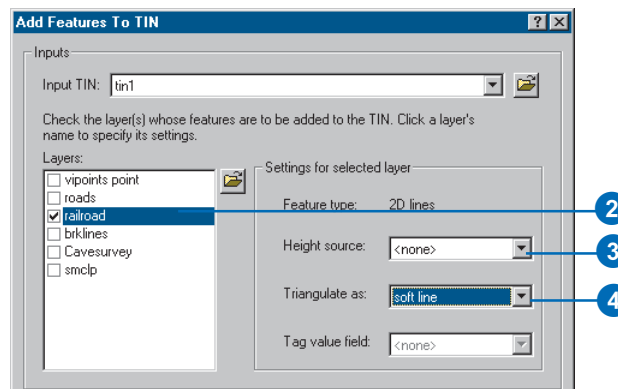 Add Features To TIN
Inputs
Input TIN: tin1
Check the layer(s) whose features are to be added to the TIN. Click a layer's
name to specify its settings.
Layers:
vipoints point
roads
railroad
brklines
Cavesurvey
smclp
Settings for selected layer
Feature type: 2D lines
Height source: <none>
Triangulate as: soft line
Tag value field: <none>
2
3
4